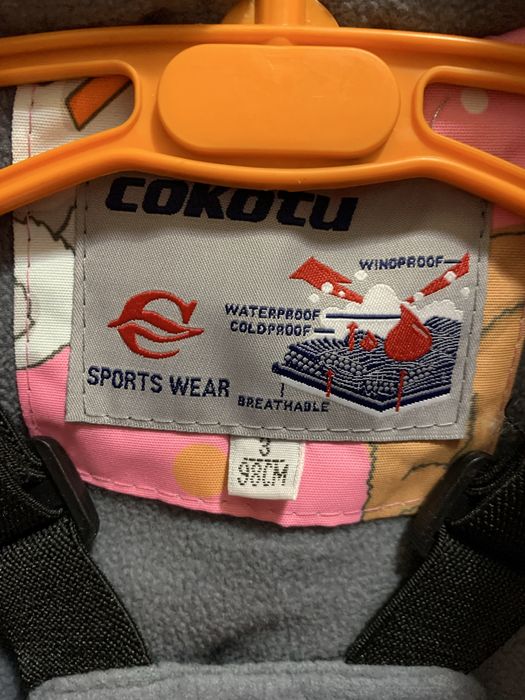 COKOTU
WINDPROOF
WATERPROOF
COLDPROOF
SPORTS WEAR
BREATHABLE
3
98CM